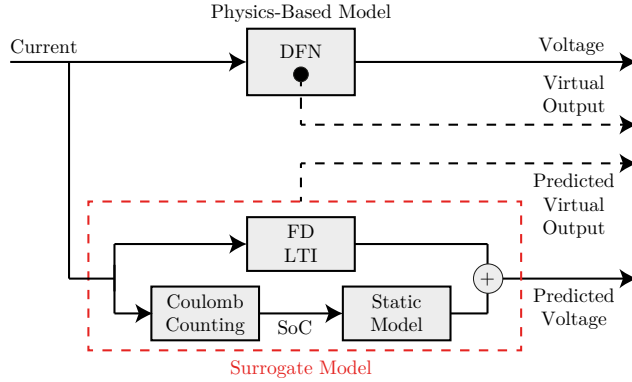 Physics-Based Model
Current
DFN
Voltage
Virtual
Output
Predicted
Virtual
Output
FD
LTI
+
Coulomb
Counting
SoC
Static
Model
Predicted
Voltage
Surrogate Model